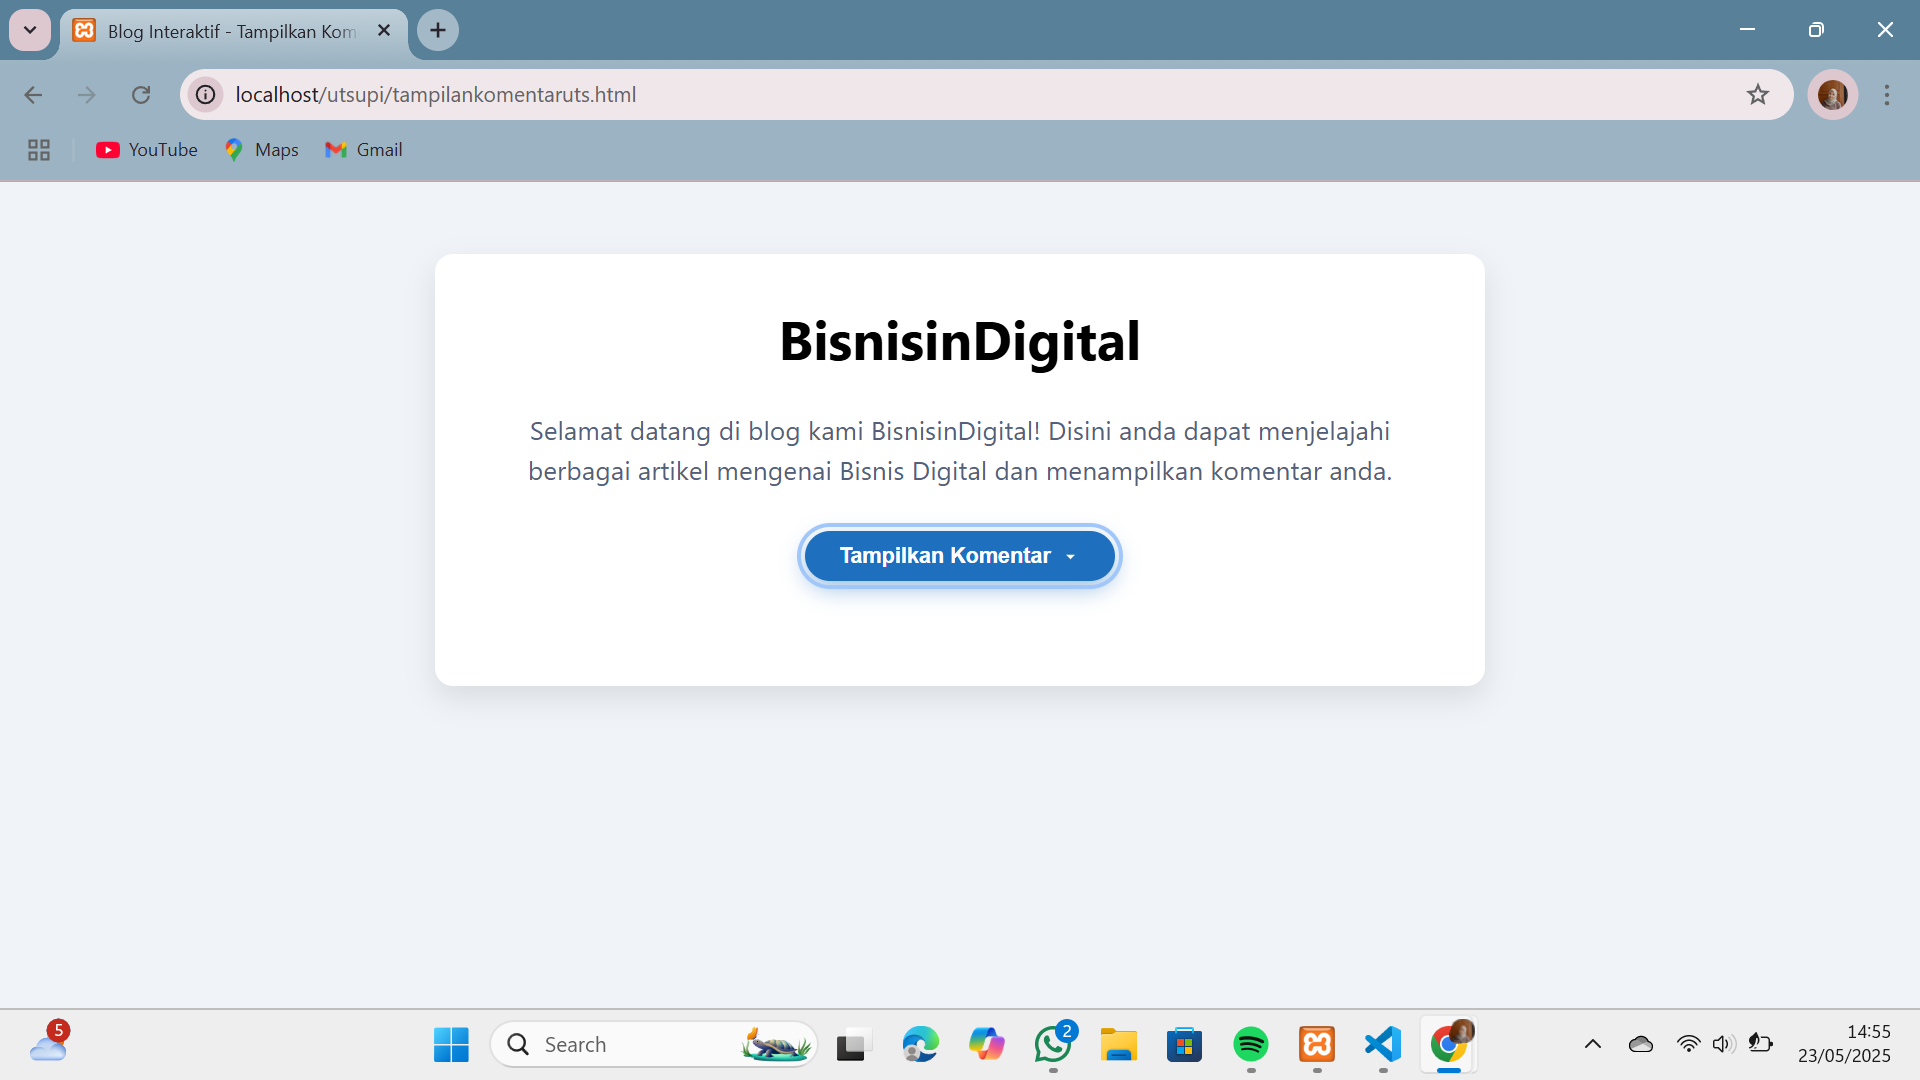 Blog Interaktif - Tampilkan Kom
localhost/utsupi/tampilankomentaruts.html
YouTube
Maps
Gmail
BisnisinDigital
Selamat datang di blog kami BisnisinDigital! Disini anda dapat menjelajahi
berbagai artikel mengenai Bisnis Digital dan menampilkan komentar anda.
Tampilkan Komentar
5
Search
2
14:55
23/05/2025